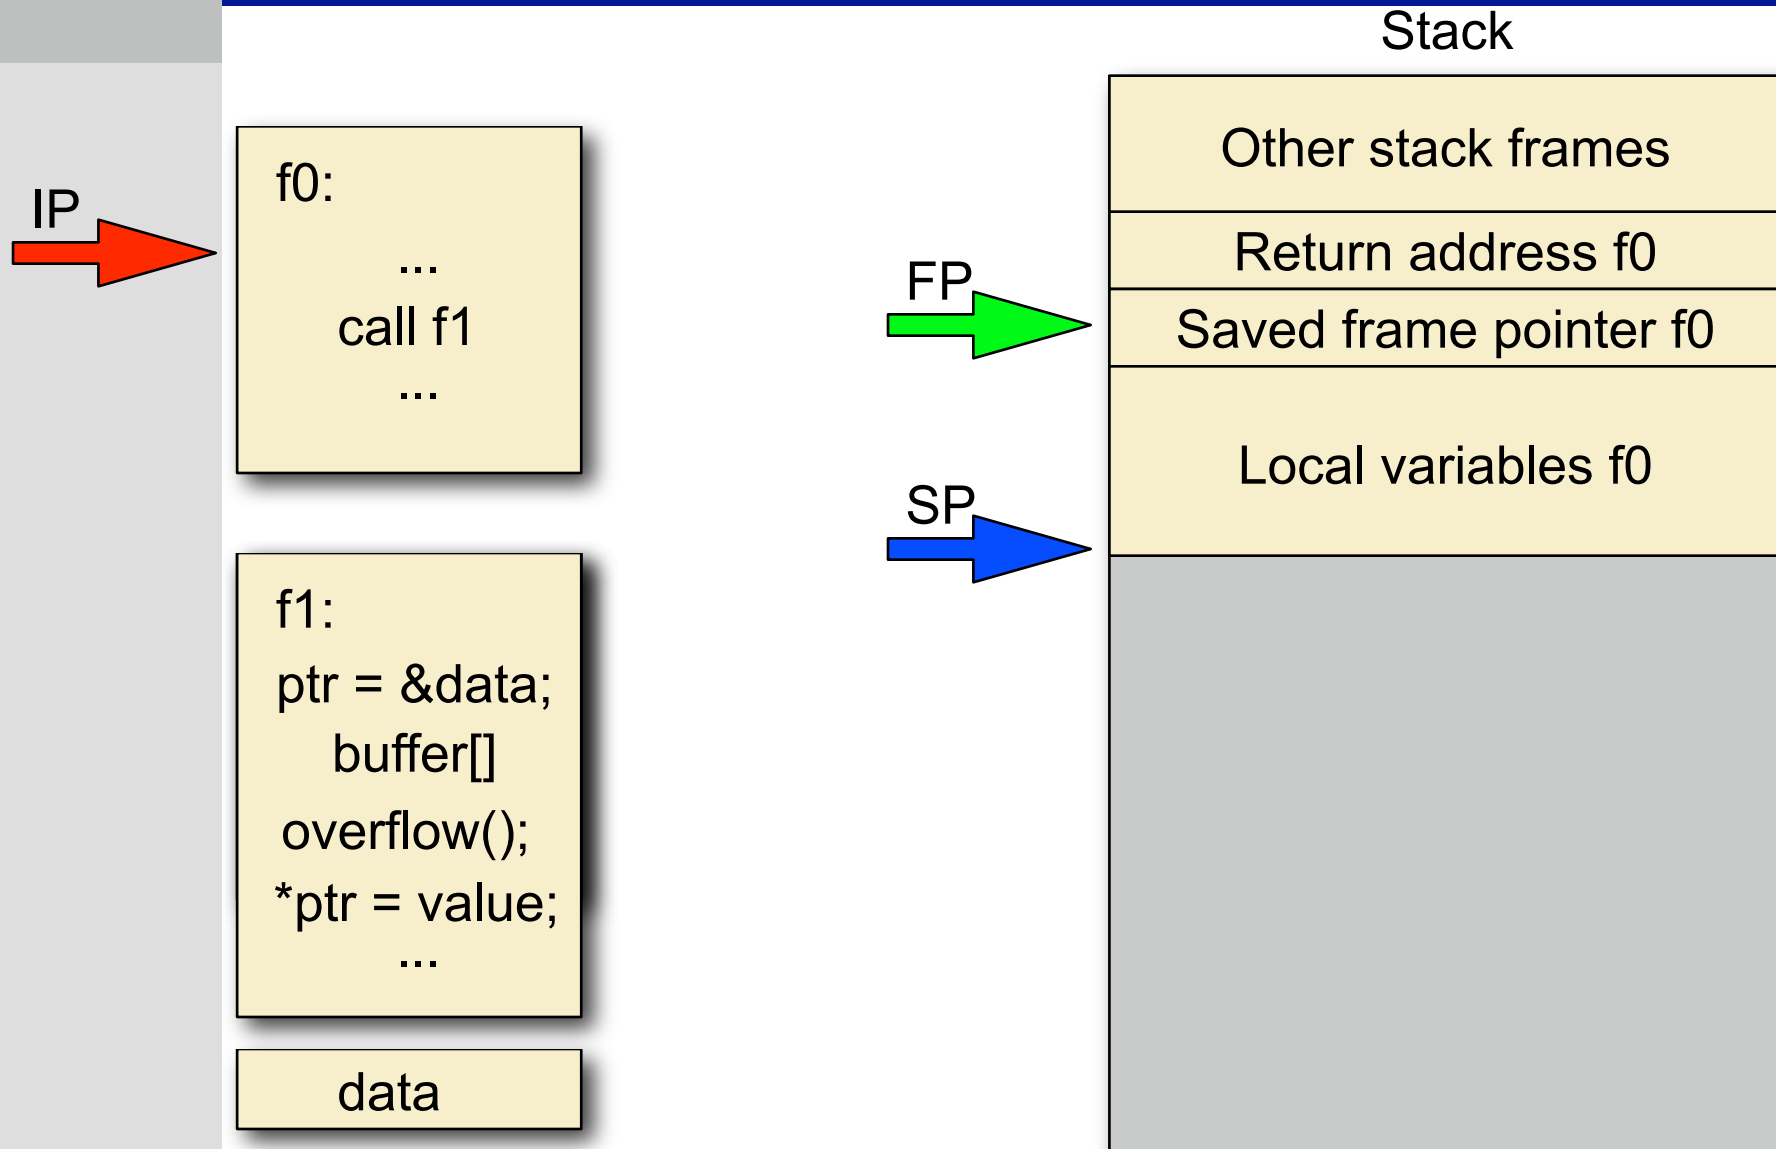 Stack
IP
f0:
...
call f1
...
f1:
ptr = &data;
buffer[]
overflow();
*ptr = value;
...
data
FP
SP
Other stack frames
Return address f0
Saved frame pointer f0
Local variables f0